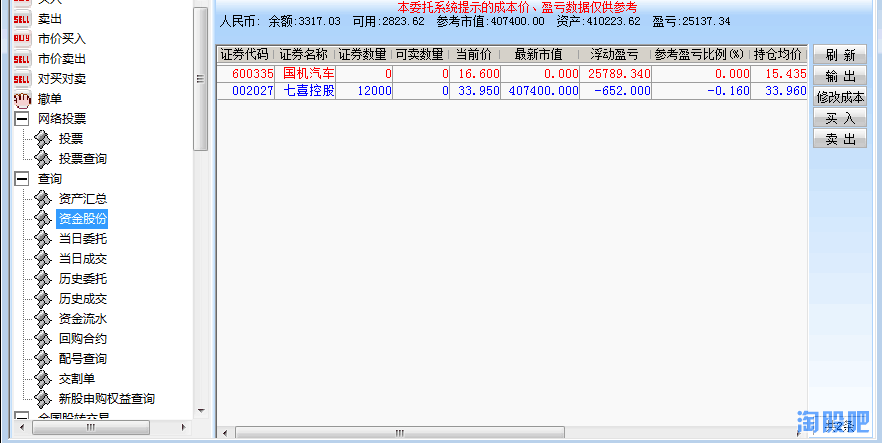 本委托系统提示的成本价、盈亏数据仅供参考
人民币: 余额:3317.03 可用:2823.62 参考市值:407400.00 资产:410223.62 盈亏:25137.34
SELL 卖出
BUY 市价买入
SELL 市价卖出
SELL 对买对卖
撤单
网络投票
投票
投票查询
查询
资产汇总
资金股份
当日委托
当日成交
历史委托
历史成交
资金流水
回购合约
配号查询
交割单
新股申购权益查询
证券代码 证券名称 证券数量 可卖数量 当前价 最新市值 浮动盈亏 参考盈亏比例(%) 持仓均价
600335 国机汽车 0 0 16.600 0.000 25789.340 0.000 15.435
002027 七喜控股 12000 0 33.950 407400.000 -652.000 -0.160 33.960
刷 新
输 出
修改成本
买 入
卖 出
淘股吧
共2条